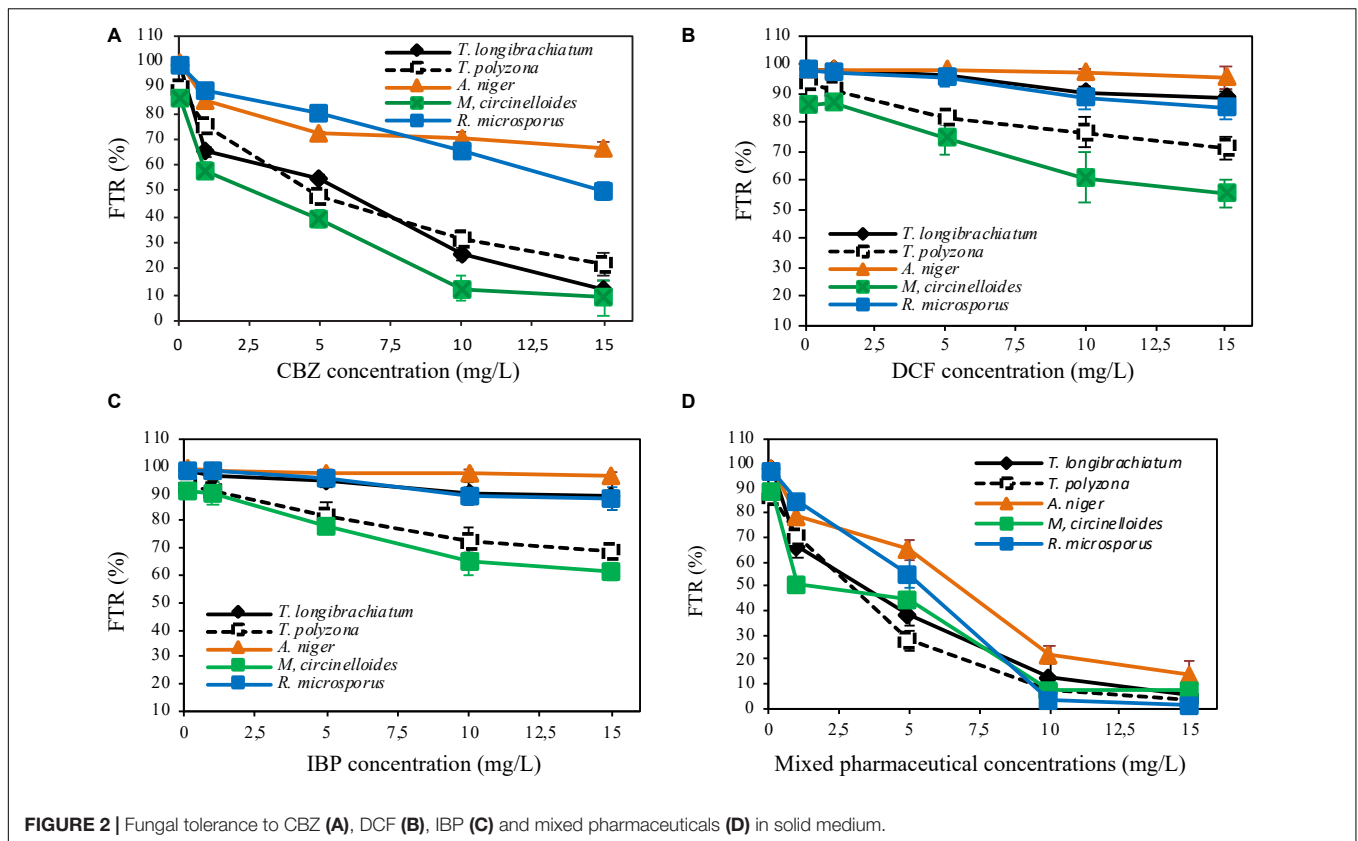 A
110
100
90
80
70
60
50
40
30
20
10
0
FTR (%)
T. longibrachiatum
T. polyzona
A. niger
M, circinelloides
R. microsporus
0 2,5 5 7,5 10 12,5 15
CBZ concentration (mg/L)
B
110
100
90
80
70
60
50
40
30
20
10
FTR (%)
T. longibrachiatum
T. polyzona
A. niger
M, circinelloides
R. microsporus
0 2,5 5 7,5 10 12,5 15
DCF concentration (mg/L)
C
110
100
90
80
70
60
50
40
30
20
10
FTR (%)
T. longibrachiatum
T. polyzona
A. niger
M, circinelloides
R. microsporus
0 2,5 5 7,5 10 12,5 15
IBP concentration (mg/L)
D
110
100
90
80
70
60
50
40
30
20
10
0
FTR (%)
T. longibrachiatum
T. polyzona
A. niger
M, circinelloides
R. microsporus
0 2,5 5 7,5 10 12,5 15
Mixed pharmaceutical concentrations (mg/L)
FIGURE 2 | Fungal tolerance to CBZ (A), DCF (B), IBP (C) and mixed pharmaceuticals (D) in solid medium.